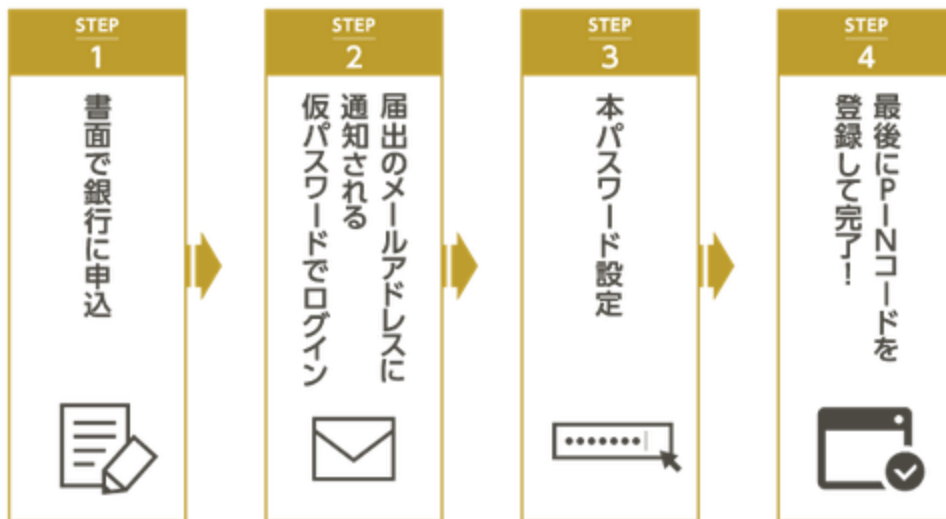 STEP
1
書面で銀行に申込
STEP
2
届出のメールアドレスに
通知される
仮パスワードでログイン
STEP
3
本パスワード設定
STEP
4
最後にPINコードを
登録して完了！